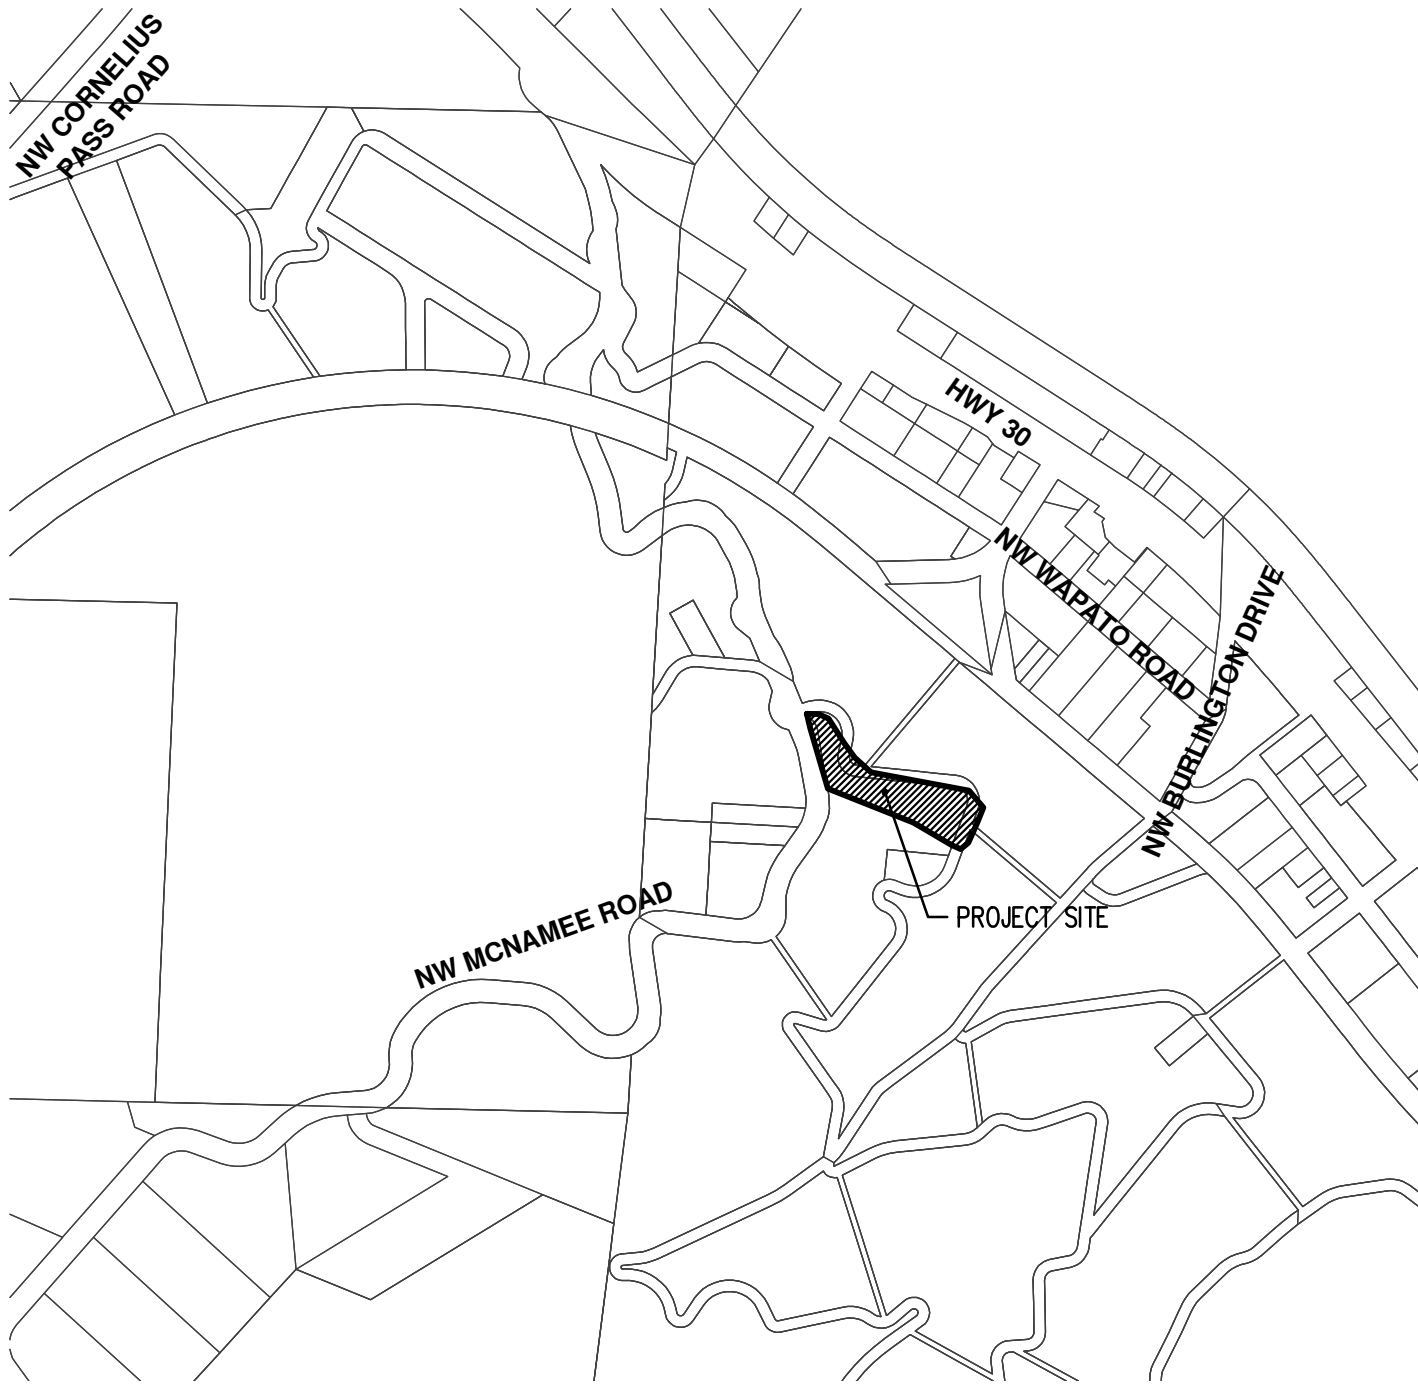 NW CORNELIUS
PASS ROAD
HWY 30
NW WAPATO ROAD
NW BURLINGTON DRIVE
NW MCNAMEE ROAD
PROJECT SITE